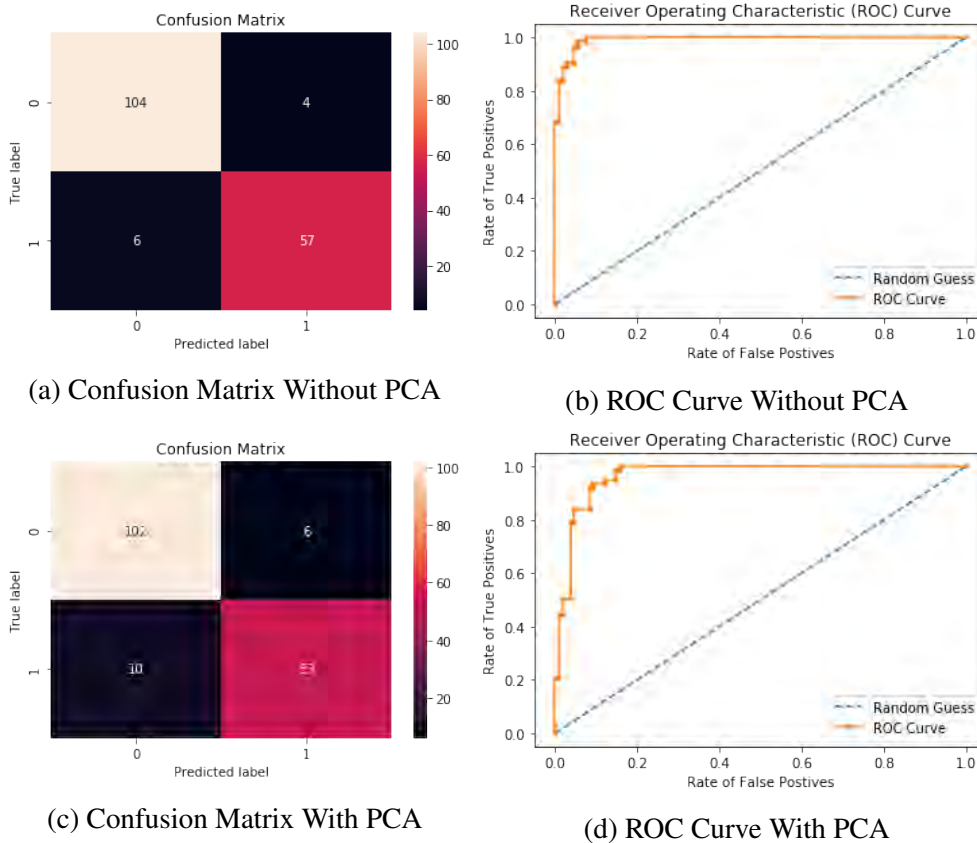 Confusion Matrix
0
104
4
1
6
57
0
1
True label
Predicted label
100
80
60
40
20
(a) Confusion Matrix Without PCA
Receiver Operating Characteristic (ROC) Curve
1.0
0.8
0.6
0.4
0.2
0.0
Rate of True Positives
0.0 0.2 0.4 0.6 0.8 1.0
Rate of False Postives
Random Guess
ROC Curve
(b) ROC Curve Without PCA
Confusion Matrix
0
102
6
1
10
0
1
True label
Predicted label
100
80
60
40
20
(c) Confusion Matrix With PCA
Receiver Operating Characteristic (ROC) Curve
1.0
0.8
0.6
0.4
0.2
0.0
Rate of True Positives
0.0 0.2 0.4 0.6 0.8 1.0
Rate of False Postives
Random Guess
ROC Curve
(d) ROC Curve With PCA